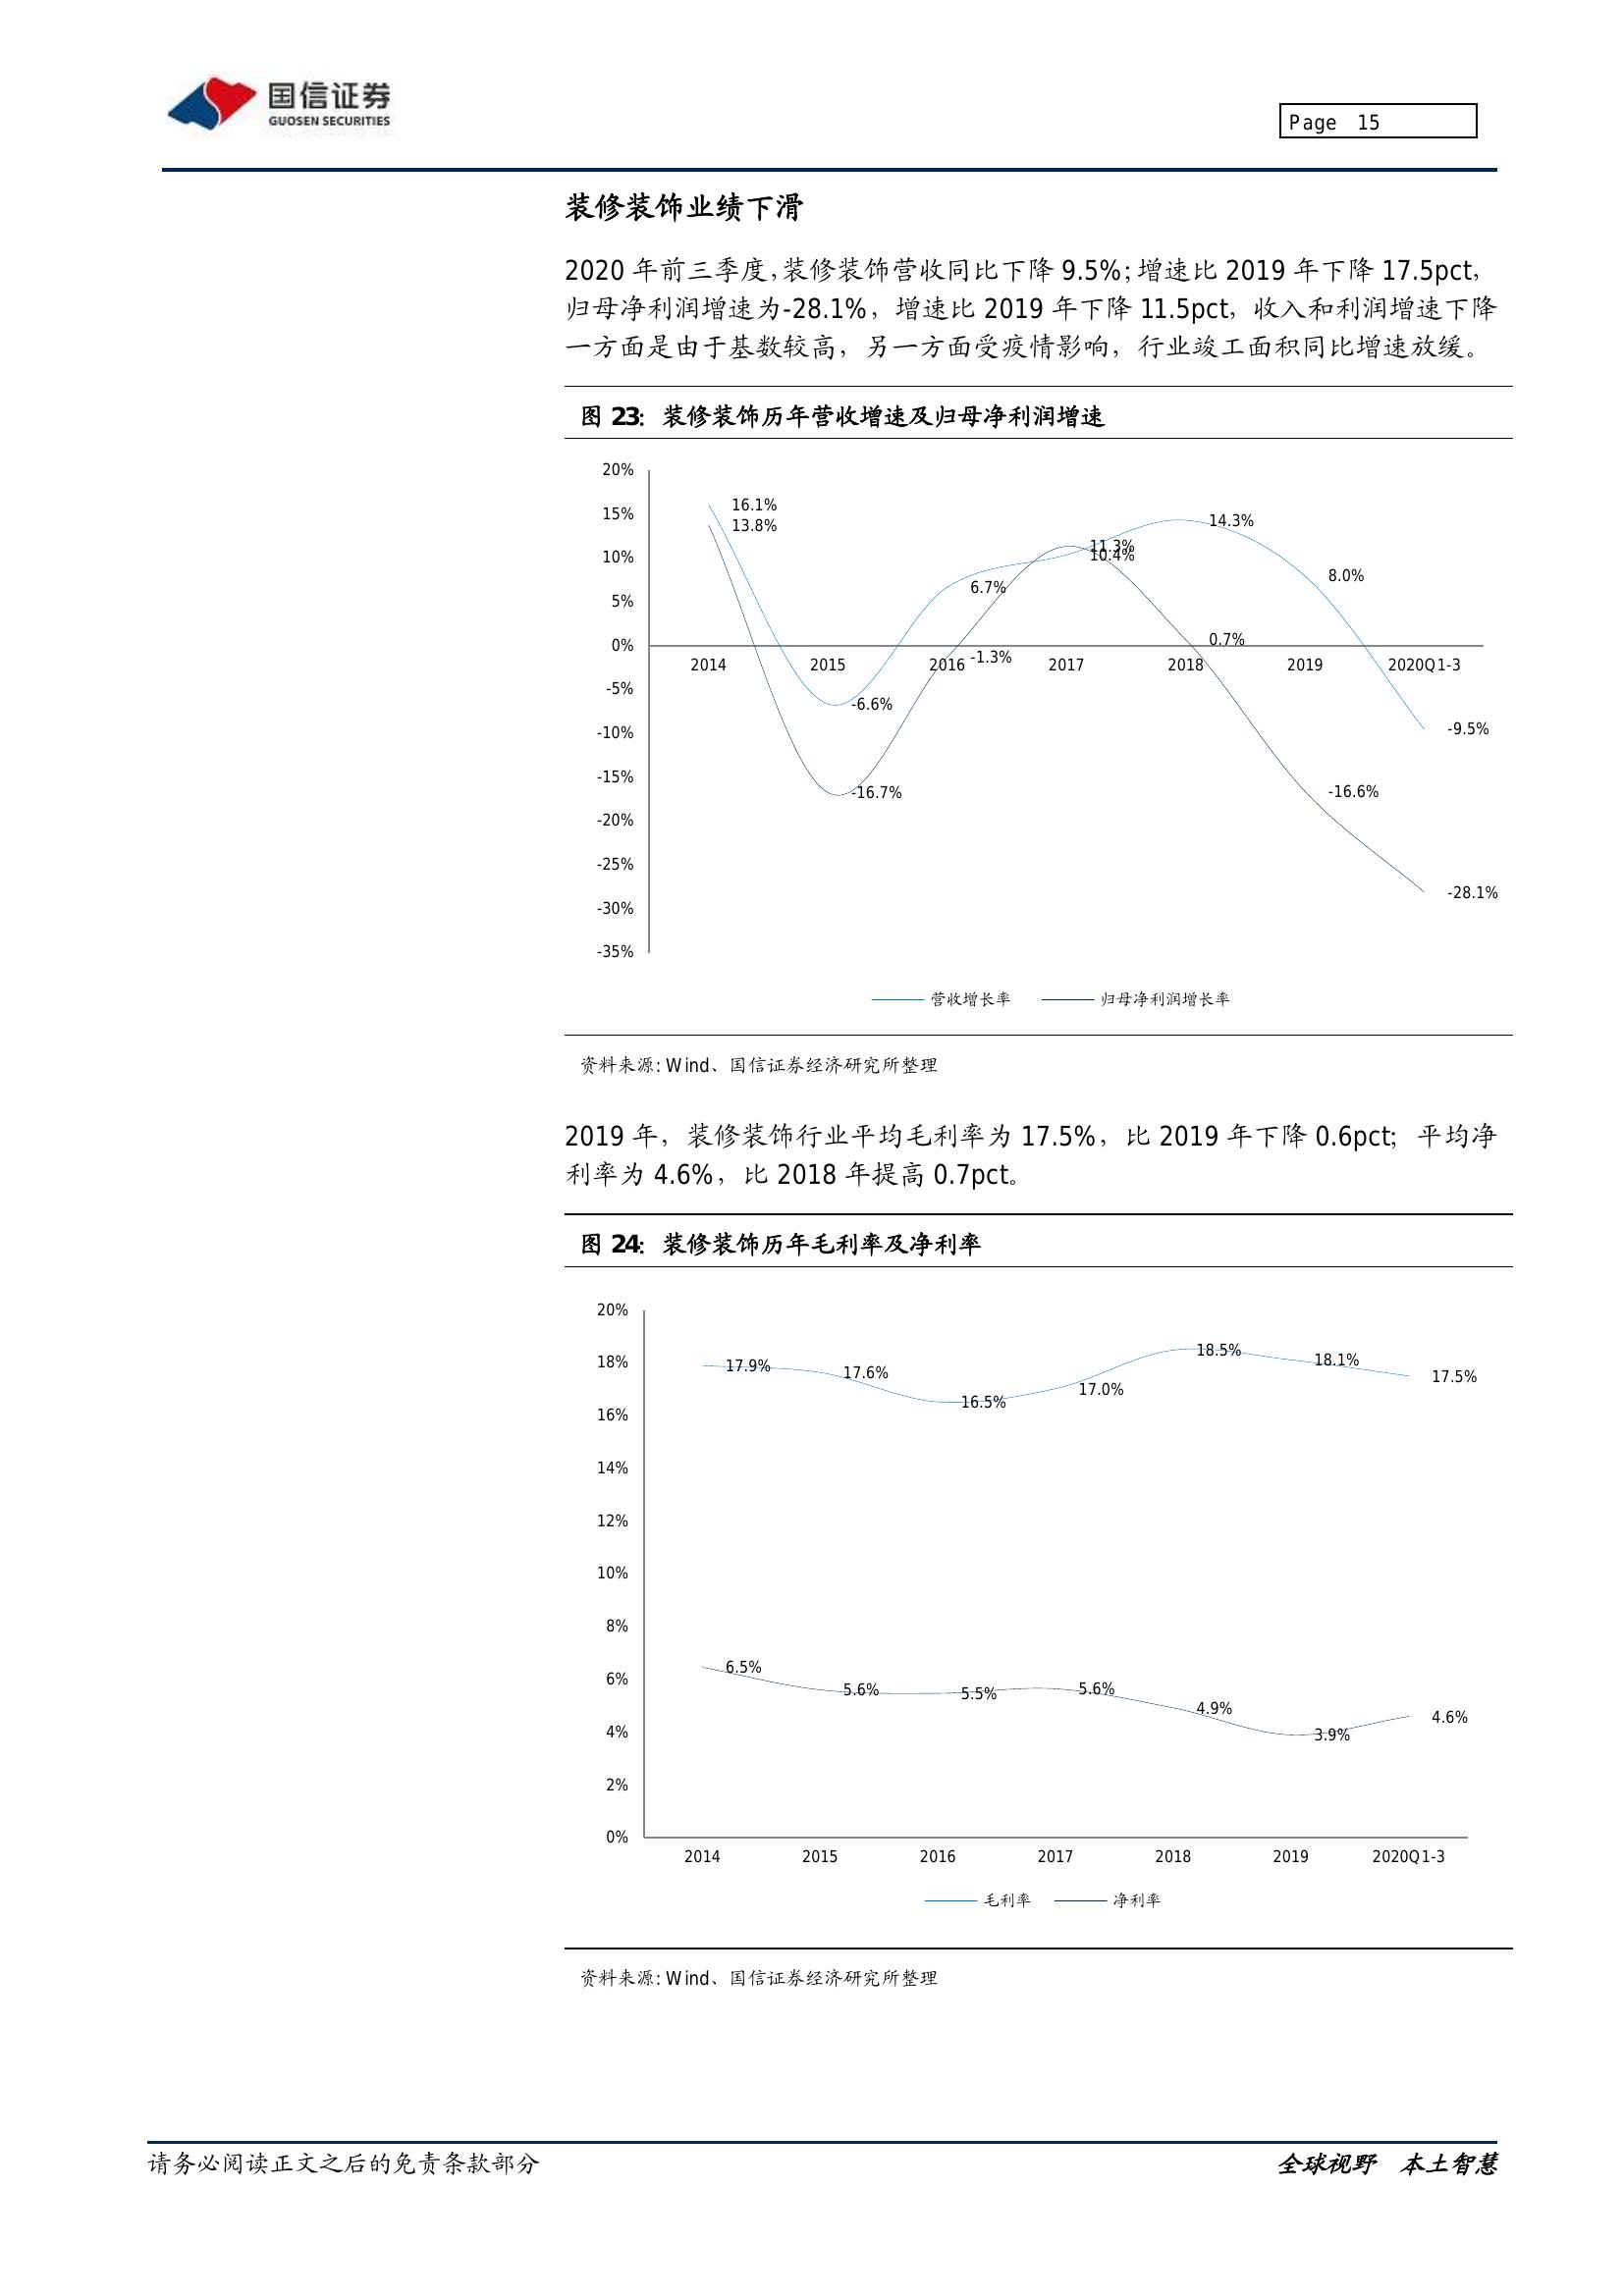 国信证券
GUOSEN SECURITIES
Page 15
装修装饰业绩下滑
2020 年前三季度，装修装饰营收同比下降 9.5%；增速比 2019 年下降 17.5pct，
归母净利润增速为-28.1%，增速比 2019 年下降 11.5pct，收入和利润增速下降
一方面是由于基数较高，另一方面受疫情影响，行业竣工面积同比增速放缓。
图 23：装修装饰历年营收增速及归母净利润增速
20%
15%
10%
5%
0%
-5%
-10%
-15%
-20%
-25%
-30%
-35%
16.1%
13.8%
-6.6%
-16.7%
6.7%
-1.3%
11.3%
10.4%
14.3%
0.7%
8.0%
-16.6%
-9.5%
-28.1%
2014 2015 2016 2017 2018 2019 2020Q1-3
营收增长率 归母净利润增长率
资料来源：Wind、国信证券经济研究所整理
2019 年，装修装饰行业平均毛利率为 17.5%，比 2019 年下降 0.6pct；平均净
利率为 4.6%，比 2018 年提高 0.7pct。
图 24：装修装饰历年毛利率及净利率
20%
18%
16%
14%
12%
10%
8%
6%
4%
2%
0%
17.9% 17.6% 16.5% 17.0% 18.5% 18.1% 17.5%
6.5% 5.6% 5.5% 5.6% 4.9% 3.9% 4.6%
2014 2015 2016 2017 2018 2019 2020Q1-3
毛利率 净利率
资料来源：Wind、国信证券经济研究所整理
请务必阅读正文之后的免责条款部分
全球视野 本土智慧